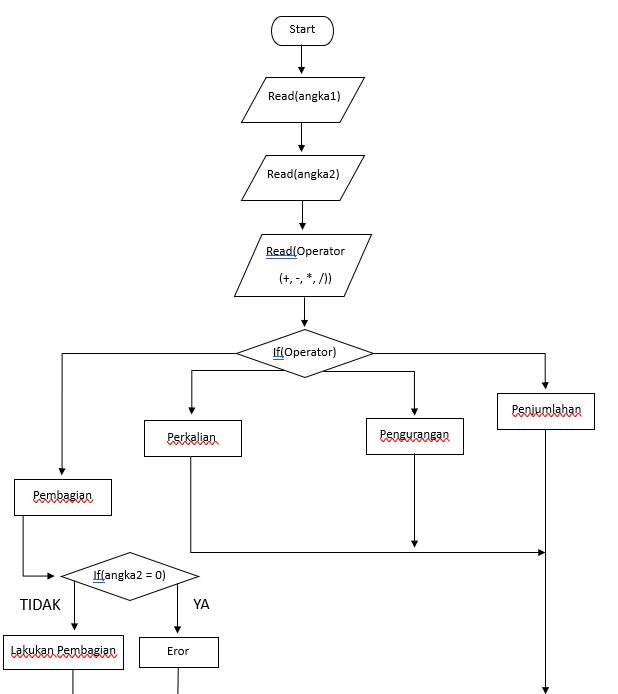 Start
Read(angka1)
Read(angka2)
Read(Operator
(+, -, *, /))
If(Operator)
Penjumlahan
Perkalian
Pengurangan
Pembagian
If(angka2 = 0)
TIDAK
YA
Lakukan Pembagian
Eror